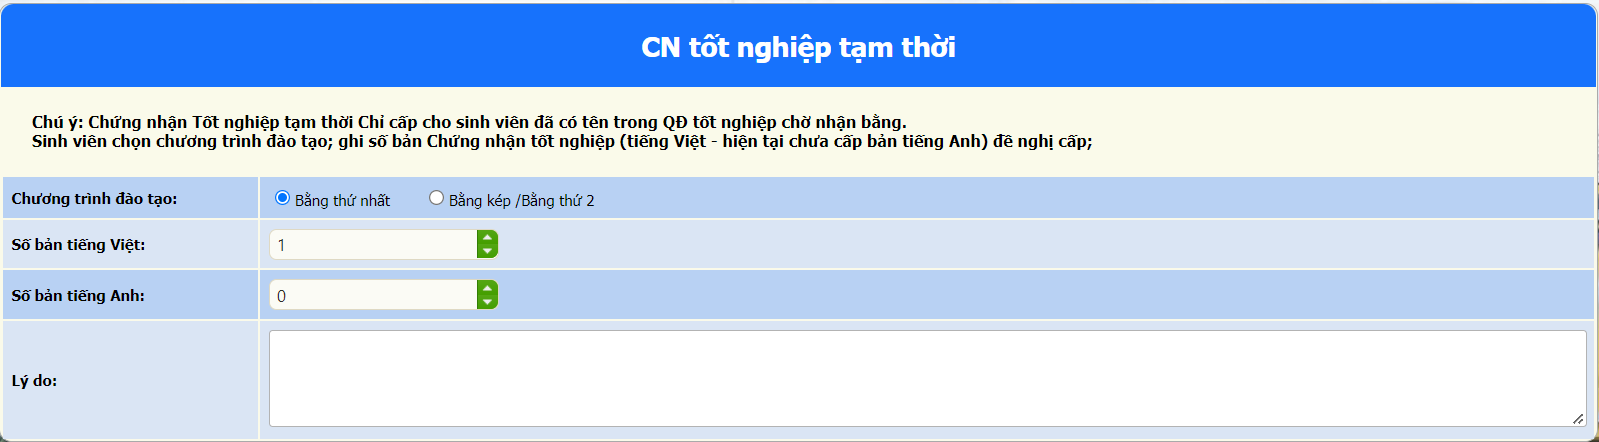 CN tốt nghiệp tạm thời
Chú ý: Chứng nhận Tốt nghiệp tạm thời Chỉ cấp cho sinh viên đã có tên trong QĐ tốt nghiệp chờ nhận bằng.
Sinh viên chọn chương trình đào tạo; ghi số bản Chứng nhận tốt nghiệp (tiếng Việt - hiện tại chưa cấp bản tiếng Anh) đề nghị cấp;
Chương trình đào tạo: Bằng thứ nhất Bằng kép /Bằng thứ 2
Số bản tiếng Việt: 1
Số bản tiếng Anh: 0
Lý do: